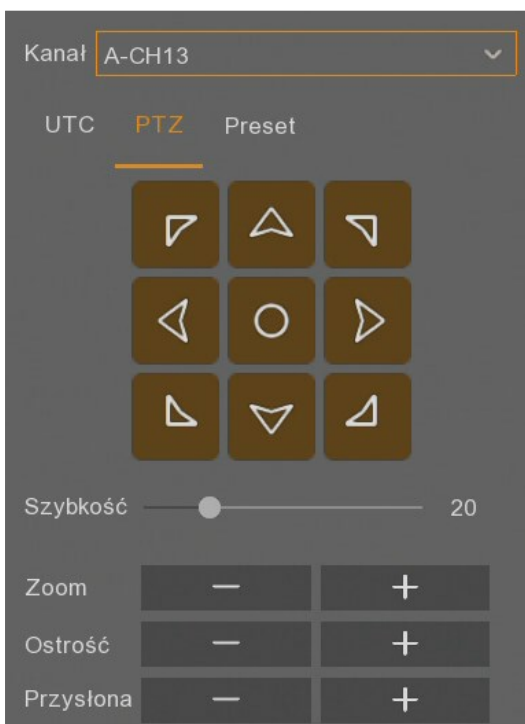 Kanał A-CH13
UTC PTZ Preset
Szybkość 20
Zoom − +
Ostrość − +
Przysłona − +